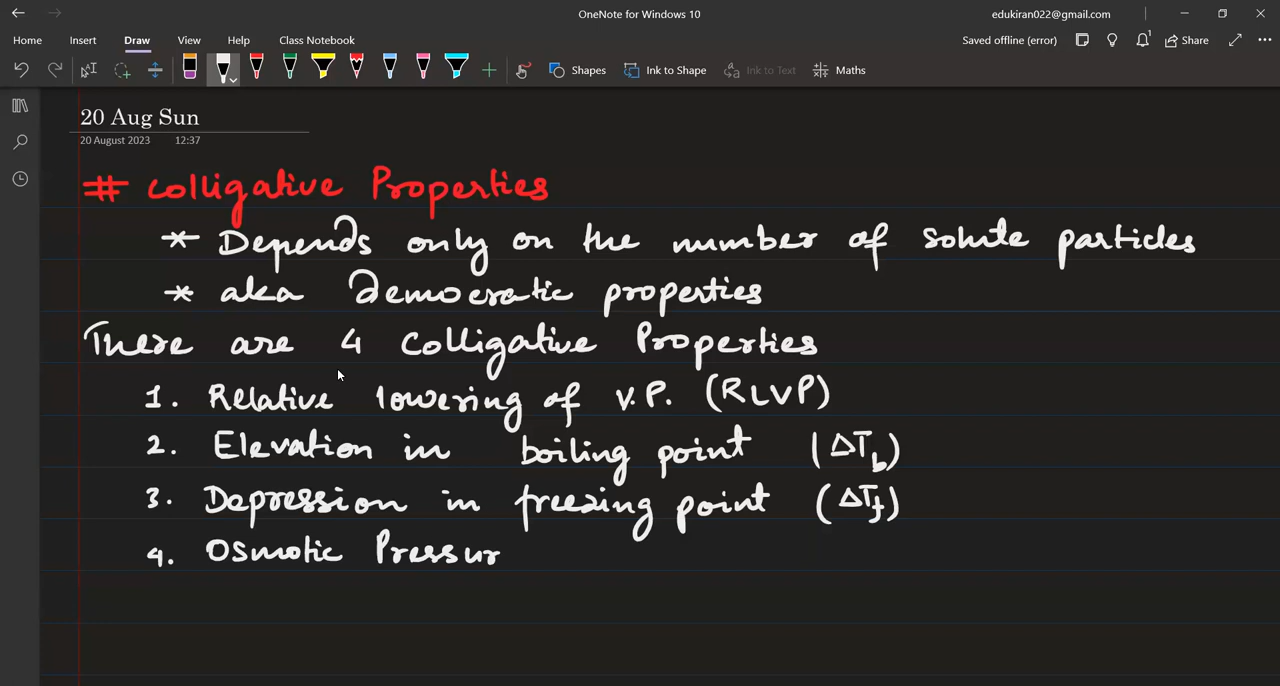 OneNote for Windows 10
edukiran022@gmail.com
Home Insert Draw View Help Class Notebook
Saved offline (error)
1
Share
Shapes
Ink to Shape
Ink to Text
Maths
20 Aug Sun
20 August 2023 12:37
# Colligative Properties
* Depends only on the number of solute particles
* aka democratic properties
There are 4 Colligative Properties
1. Relative lowering of V.P. (RLVP)
2. Elevation in boiling point (ΔTb)
3. Depression in freezing point (ΔTf)
4. Osmotic Pressur